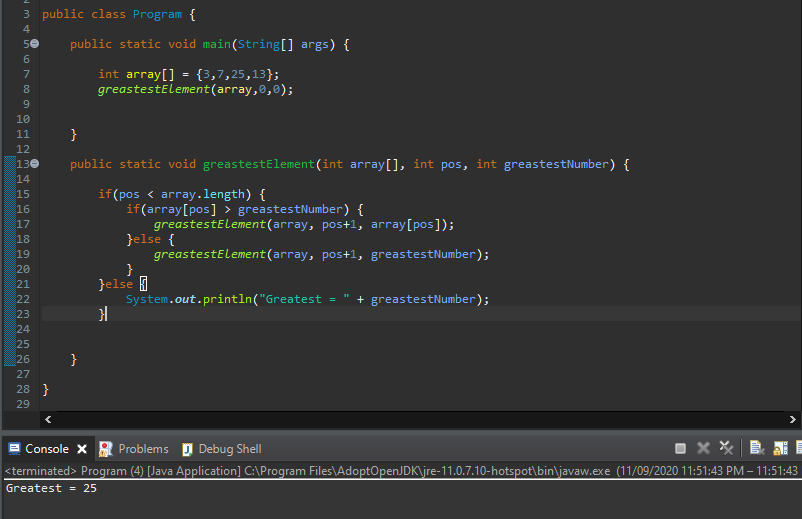 2
3 public class Program {
4
5 public static void main(String[] args) {
6
7 int array[] = {3,7,25,13};
8 greastestElement(array,0,0);
9
10
11 }
12
13 public static void greastestElement(int array[], int pos, int greastestNumber) {
14
15 if(pos < array.length) {
16 if(array[pos] > greastestNumber) {
17 greastestElement(array, pos+1, array[pos]);
18 }else {
19 greastestElement(array, pos+1, greastestNumber);
20 }
21 }else {
22 System.out.println("Greatest = " + greastestNumber);
23 }
24
25
26 }
27
28 }
29
Console Problems Debug Shell
<terminated> Program (4) [Java Application] C:\Program Files\AdoptOpenJDK\jre-11.0.7.10-hotspot\bin\javaw.exe (11/09/2020 11:51:43 PM – 11:51:43
Greatest = 25